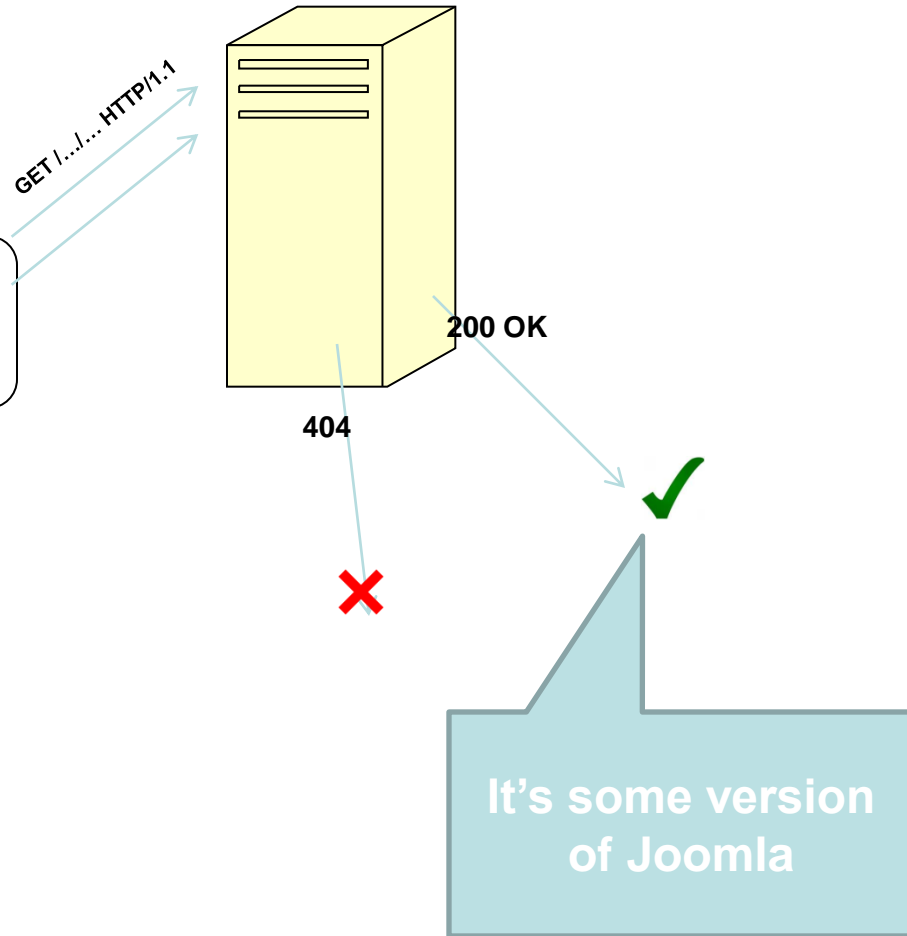 GET /…/… HTTP/1.1
200 OK
404
It’s some version
of Joomla